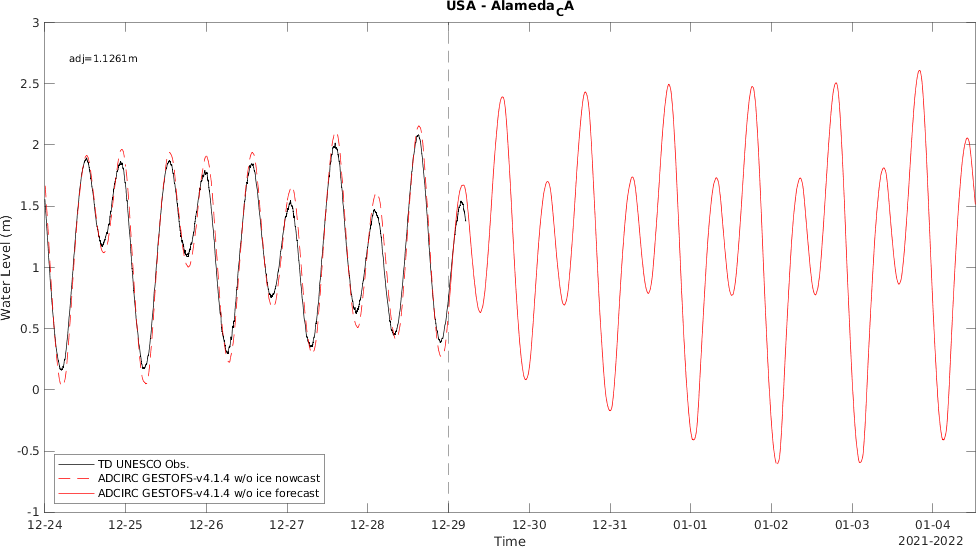 USA - AlamedaCA
adj=1.1261m
3
2.5
2
1.5
1
0.5
0
-0.5
-1
Water Level (m)
TD UNESCO Obs.
ADCIRC GESTOFS-v4.1.4 w/o ice nowcast
ADCIRC GESTOFS-v4.1.4 w/o ice forecast
12-24 12-25 12-26 12-27 12-28 12-29 12-30 12-31 01-01 01-02 01-03 01-04
Time
2021-2022